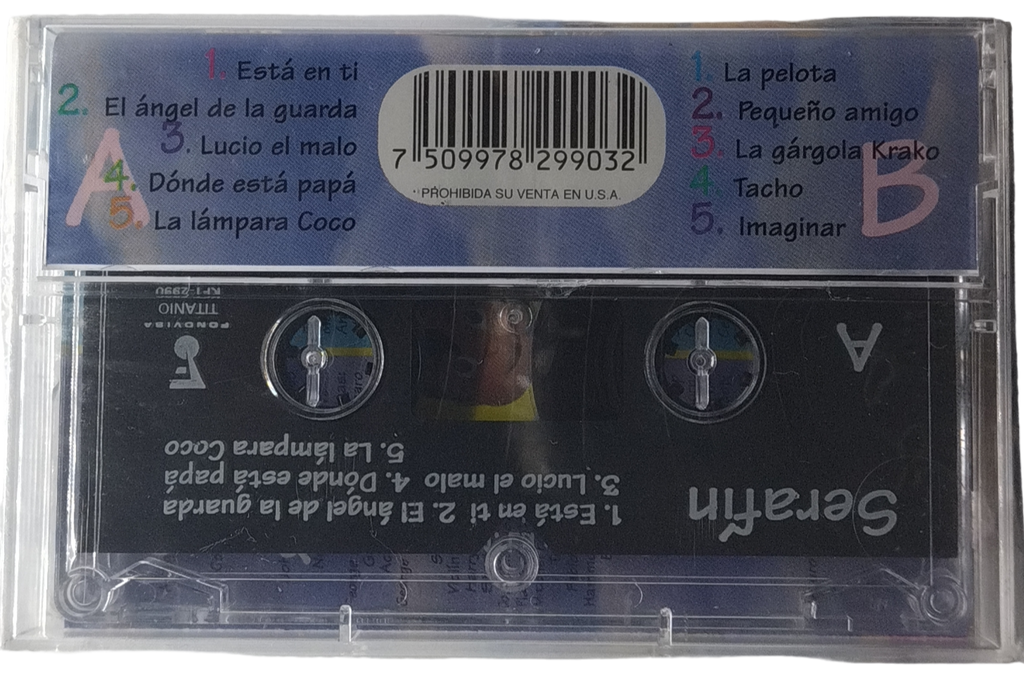 1. Está en ti
2. El ángel de la guarda
3. Lucio el malo
4. Dónde está papá
5. La lámpara Coco
A
7 509978 299032
PROHIBIDA SU VENTA EN U.S.A.
1. La pelota
2. Pequeño amigo
3. La gárgola Krako
4. Tacho
5. Imaginar
B
Serafín
A
1. Está en ti 2. El ángel de la guarda
3. Lucio el malo 4. Dónde está papá
5. La lámpara Coco
FONOVISA
TITANIO